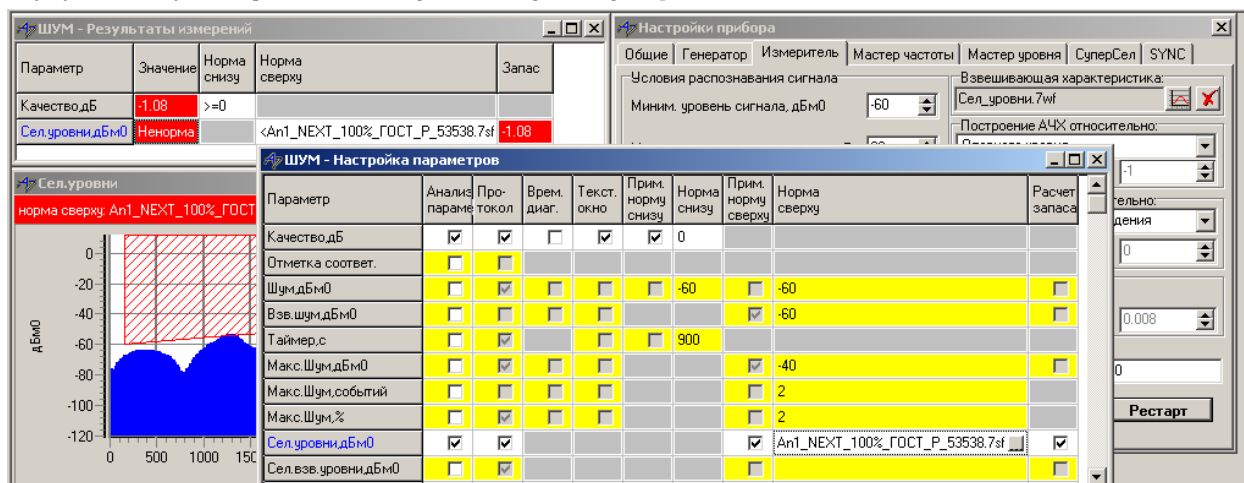 ШУМ - Результаты измерений
Параметр Значение Норма снизу Норма сверху Запас
Качество,дБ -1.08 >=0
Сел.уровни,дБм0 Ненорма <An1_NEXT_100%_ГОСТ_Р_53538.7sf -1.08
Сел.уровни
норма сверху: An1_NEXT_100%_ГОСТ
0
-20
-40
-60
-80
-100
-120
дБм0
0 500 1000
Настройки прибора
Общие Генератор Измеритель Мастер частоты Мастер уровня СуперСел SYNC
Условия распознавания сигнала
Миним. уровень сигнала, дБм0 -60
Взвешивающая характеристика:
Сел_уровни.7wf
Построение АЧХ относительно:
-1
0
0.008
0
Рестарт
ШУМ - Настройка параметров
Параметр Анализ параме Про-токол Врем. диаг. Текст. окно Прим. норму снизу Норма снизу Прим. норму сверху Норма сверху Расчет запаса
Качество,дБ 0
Отметка соответ.
Шум,дБм0 -60 -60
Взв.шум,дБм0 -60
Таймер,с 900
Макс.Шум,дБм0 -40
Макс.Шум,событий 2
Макс.Шум,% 2
Сел.уровни,дБм0 An1_NEXT_100%_ГОСТ_Р_53538.7sf ...
Сел.взв.уровни,дБм0